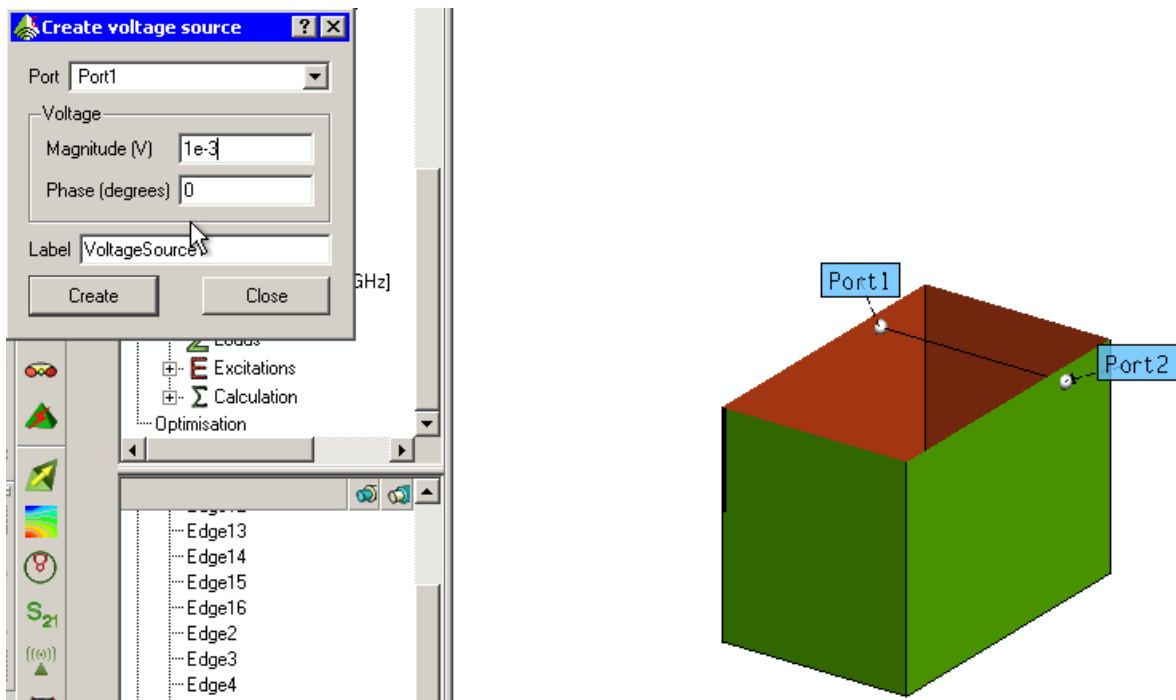 Create voltage source
Port Port1
Voltage
Magnitude (V) 1e-3
Phase (degrees) 0
Label VoltageSource
Create Close
GHz]
Loads
Excitations
Calculation
Optimisation
Edge13
Edge14
Edge15
Edge16
Edge2
Edge3
Edge4
S21
Port1
Port2